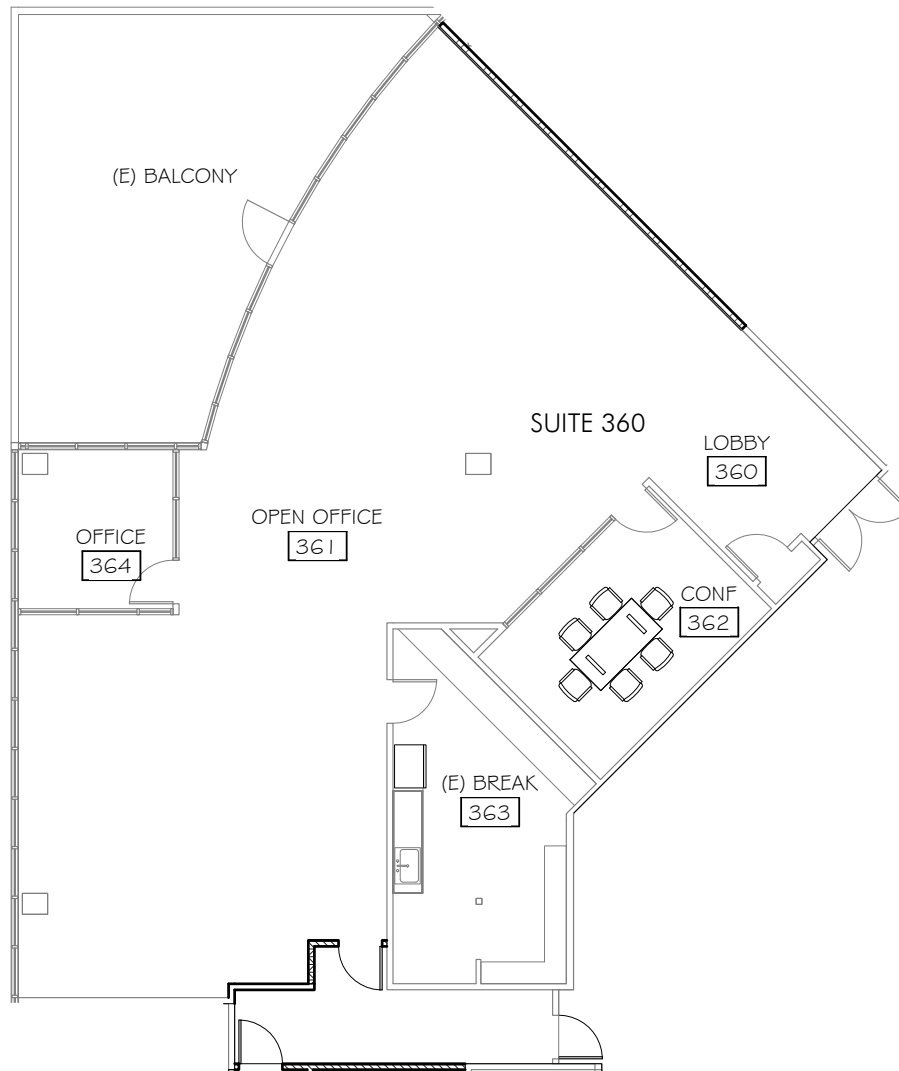 (E) BALCONY
SUITE 360
LOBBY
360
OPEN OFFICE
361
OFFICE
364
CONF
362
(E) BREAK
363